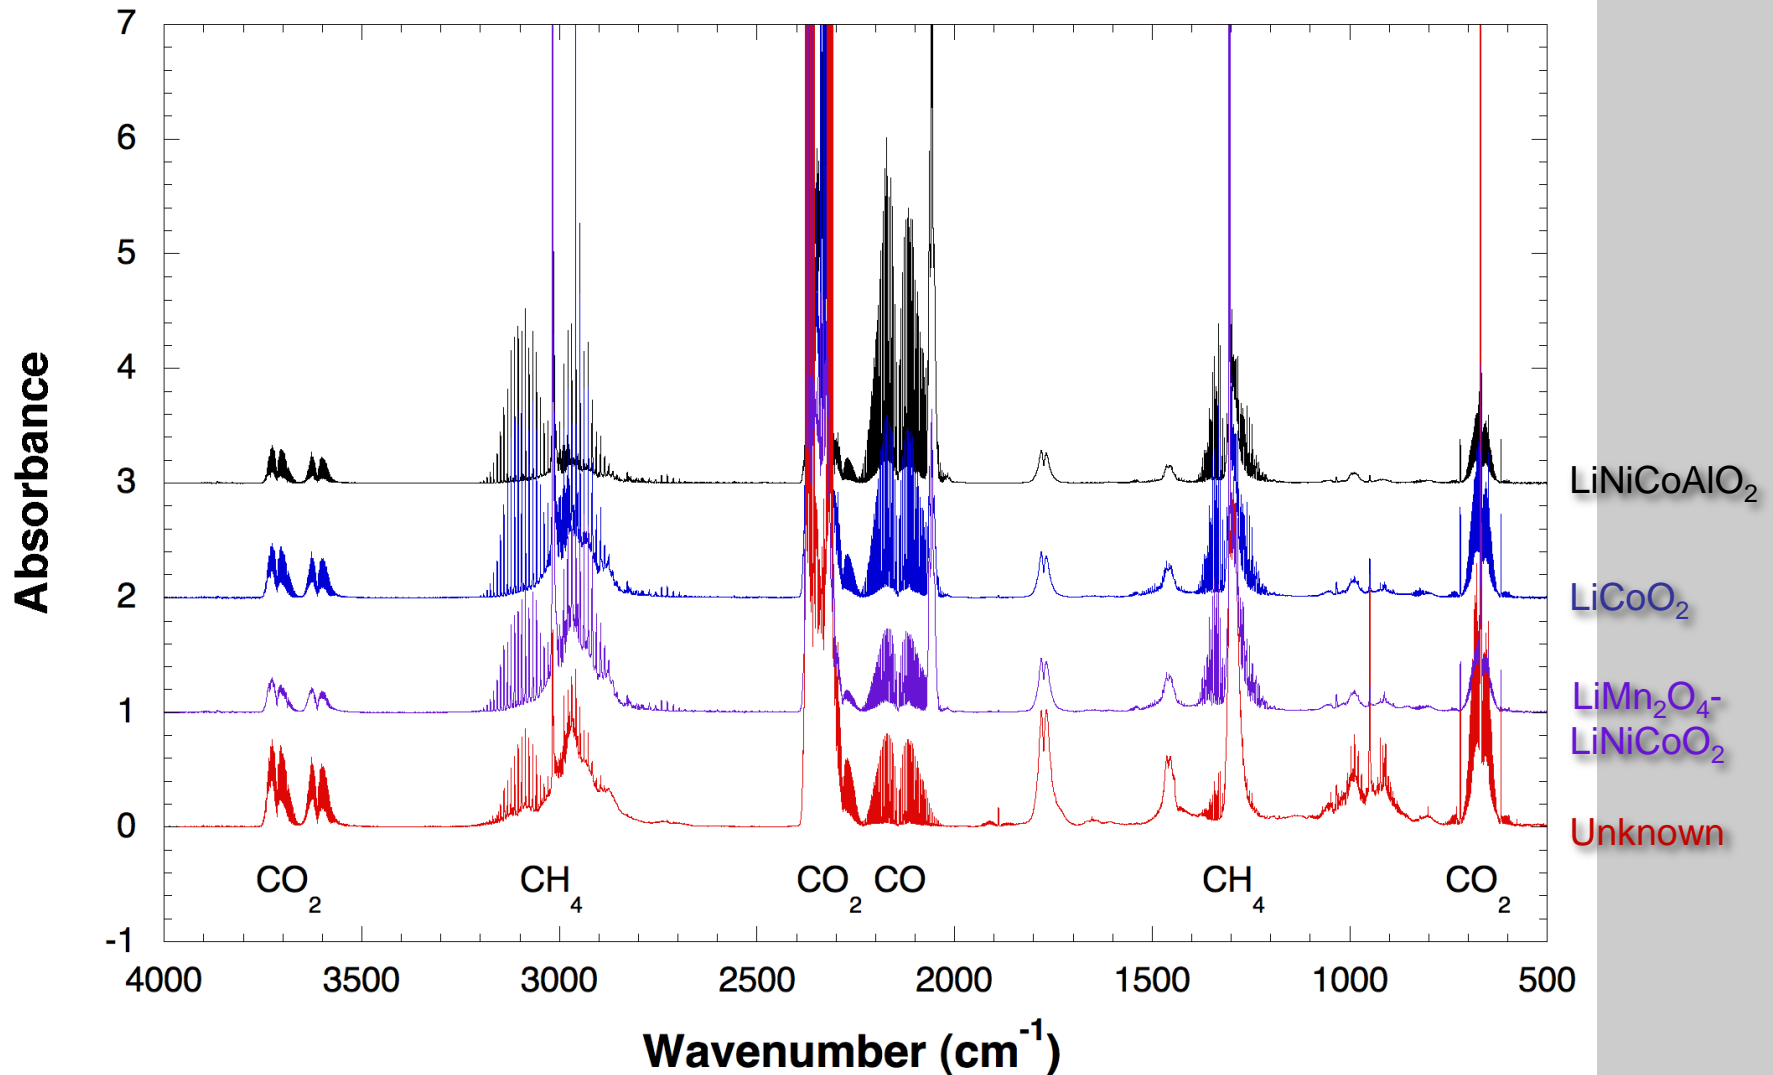 7
6
5
4
3
2
1
0
-1
Absorbance
LiNiCoAlO₂
LiCoO₂
LiMn₂O₄-
LiNiCoO₂
Unknown
CO₂ CH₄ CO₂ CO CH₄ CO₂
4000 3500 3000 2500 2000 1500 1000 500
Wavenumber (cm⁻¹)